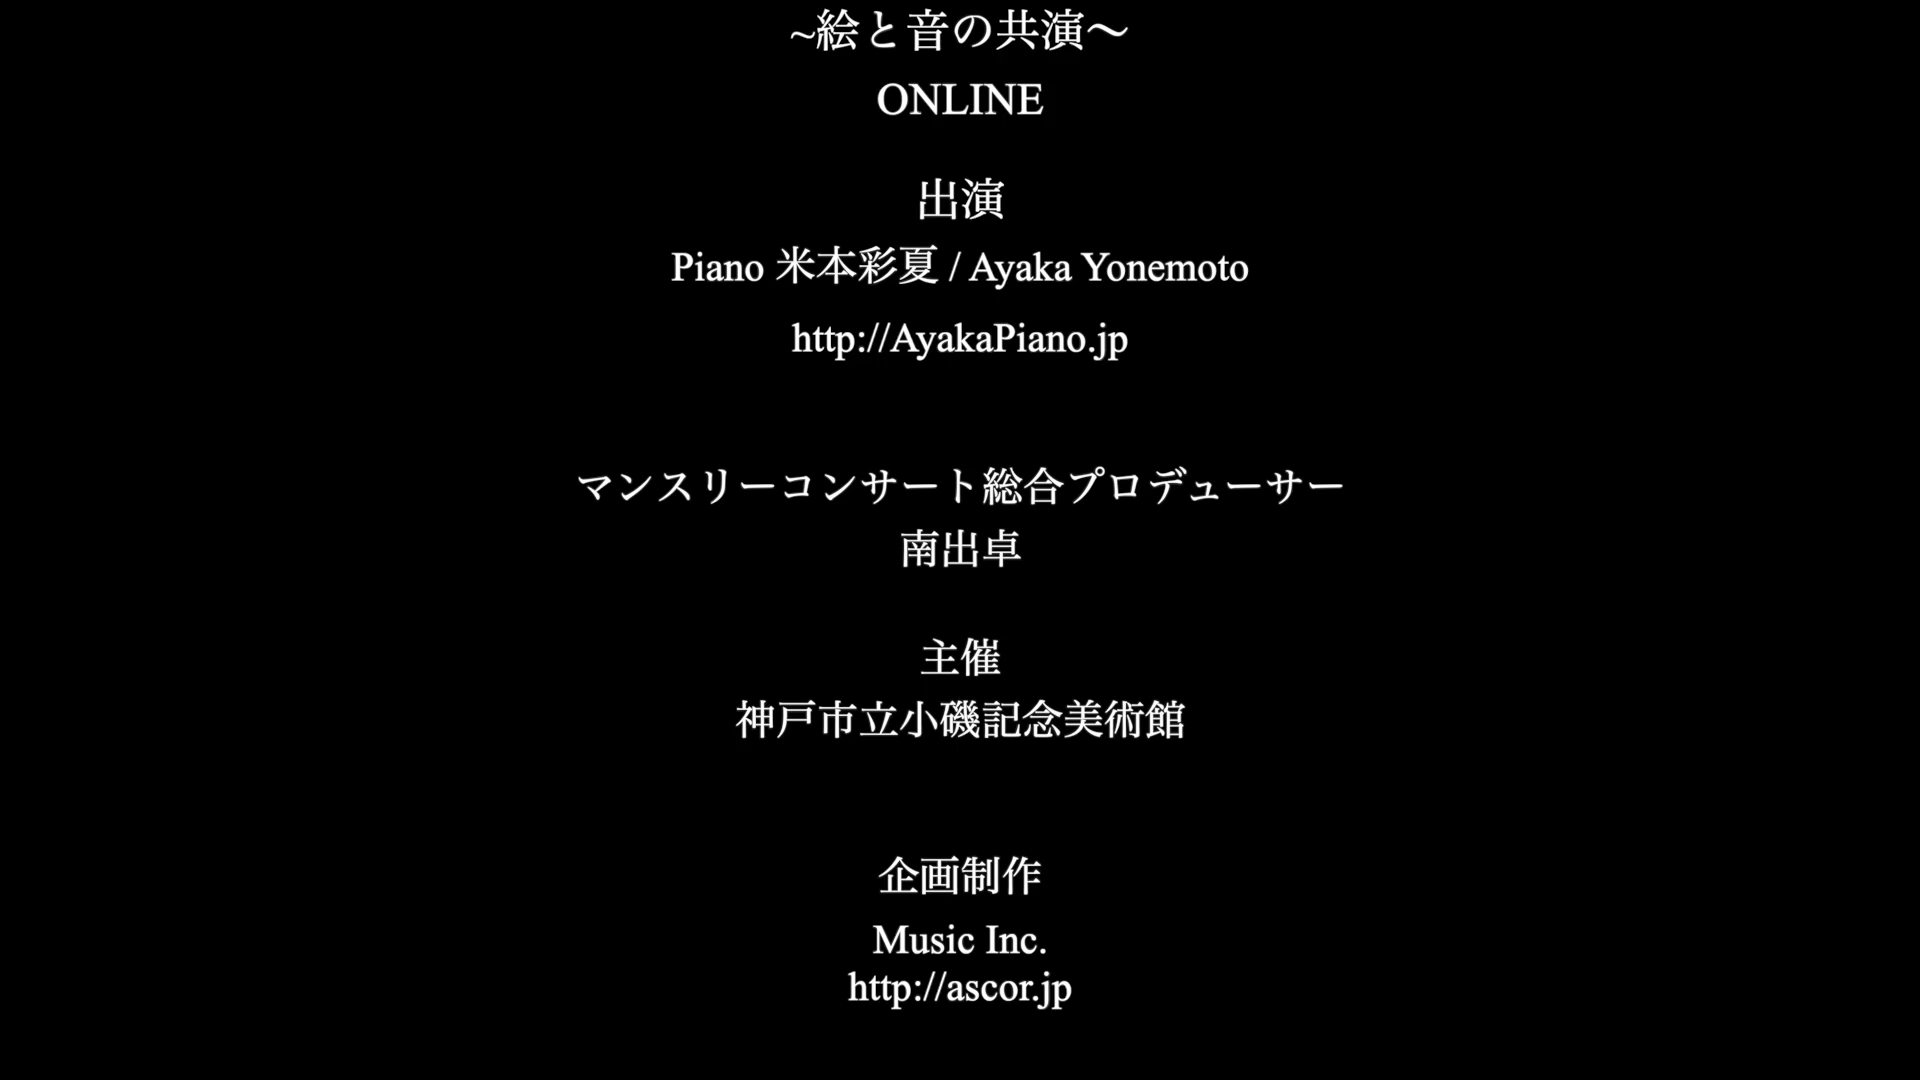 ~絵と音の共演〜
ONLINE
出演
Piano 米本彩夏 / Ayaka Yonemoto
http://AyakaPiano.jp
マンスリーコンサート総合プロデューサー
南出卓
主催
神戸市立小磯記念美術館
企画制作
Music Inc.
http://ascor.jp